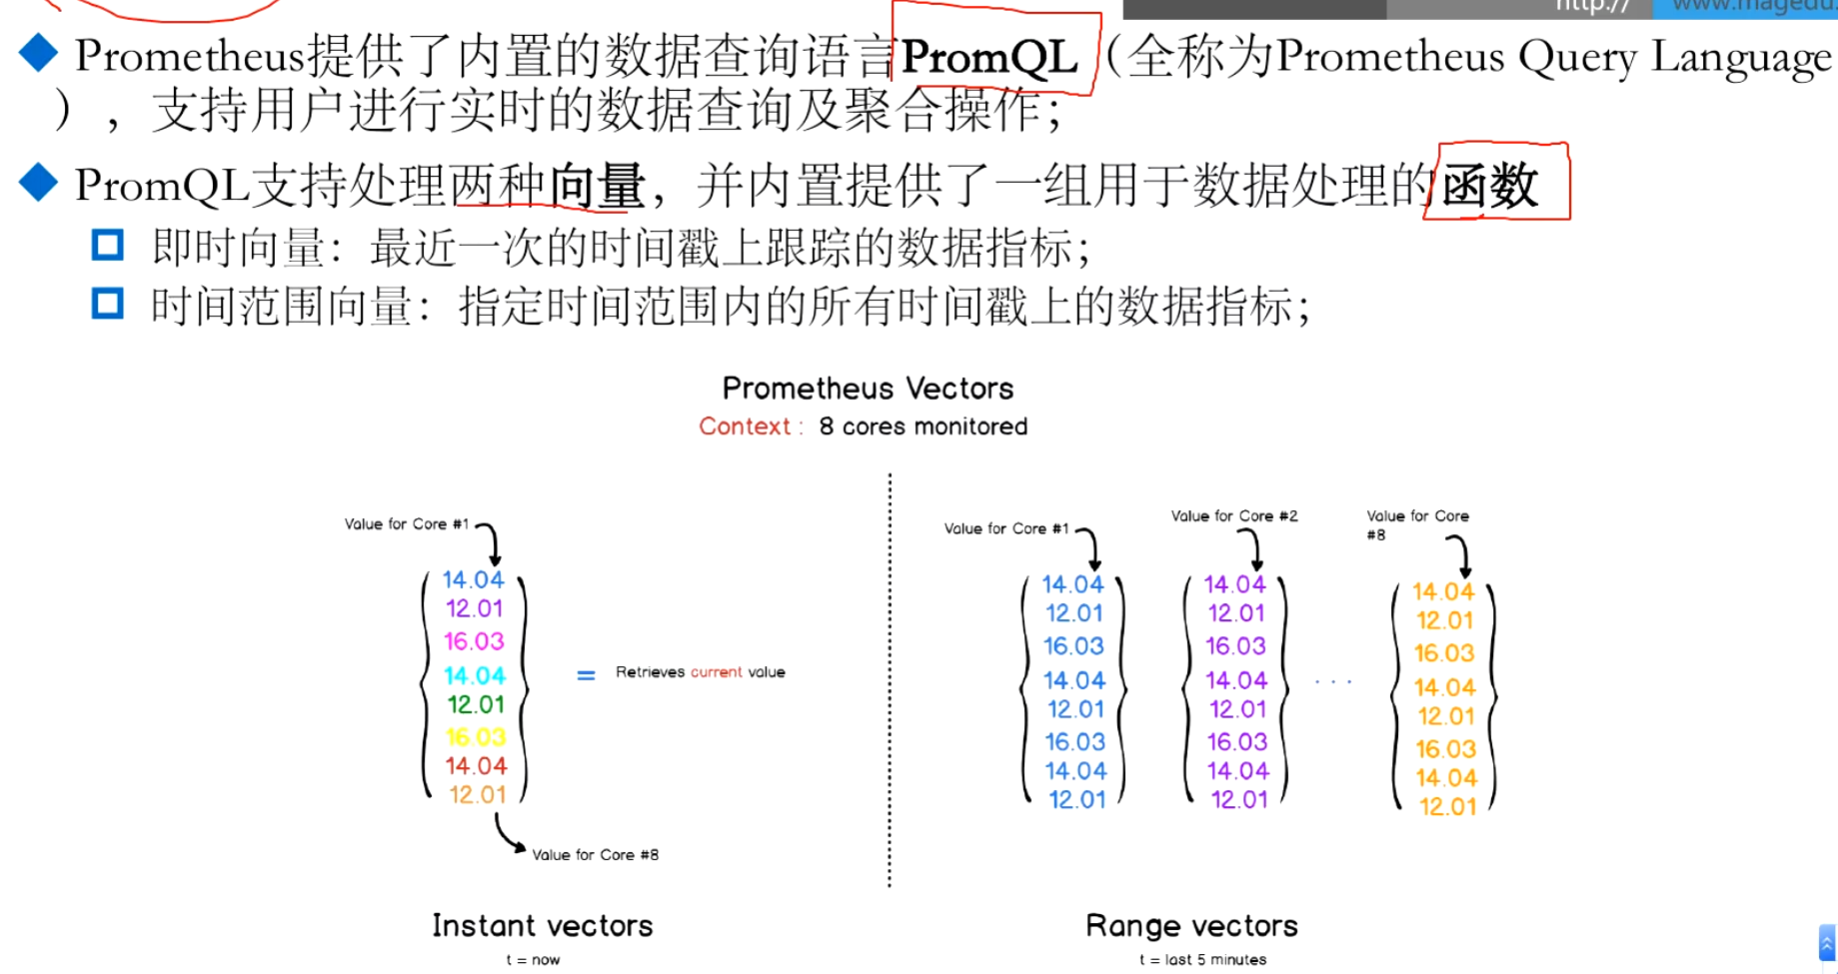 http://
www.magedu.
Prometheus提供了内置的数据查询语言PromQL（全称为Prometheus Query Language
），支持用户进行实时的数据查询及聚合操作；
PromQL支持处理两种向量，并内置提供了一组用于数据处理的函数
即时向量：最近一次的时间戳上跟踪的数据指标；
时间范围向量：指定时间范围内的所有时间戳上的数据指标；
Prometheus Vectors
Context : 8 cores monitored
Value for Core #1
14.04
12.01
16.03
14.04
12.01
16.03
14.04
12.01
= Retrieves current value
Value for Core #8
Instant vectors
t = now
Value for Core #1
14.04
12.01
16.03
14.04
12.01
16.03
14.04
12.01
Value for Core #2
14.04
12.01
16.03
14.04
12.01
16.03
14.04
12.01
. . .
Value for Core
#8
14.04
12.01
16.03
14.04
12.01
16.03
14.04
12.01
Range vectors
t = last 5 minutes